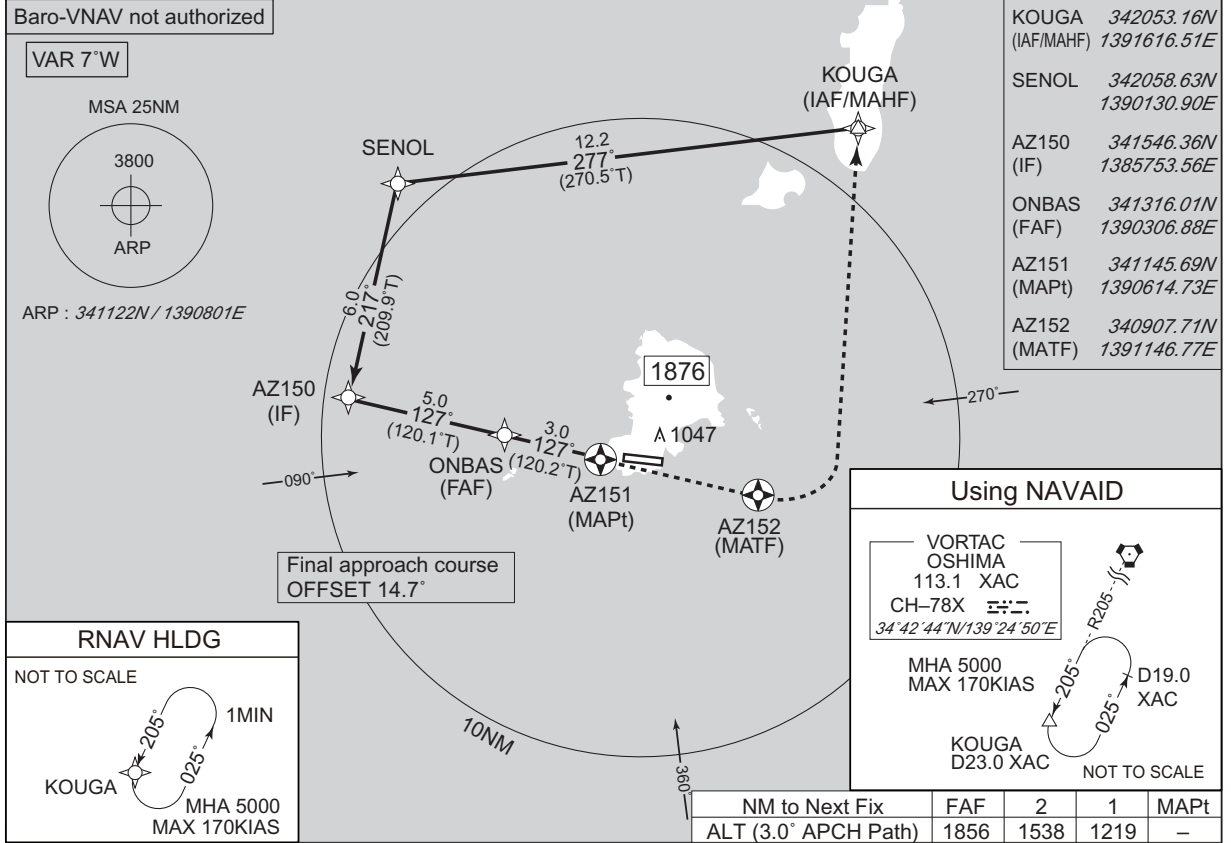 Baro-VNAV not authorized
VAR 7°W
MSA 25NM
3800
ARP
ARP : 341122N / 1390801E
KOUGA 342053.16N
(IAF/MAHF) 1391616.51E
SENOL 342058.63N
1390130.90E
AZ150 341546.36N
(IF) 1385753.56E
ONBAS 341316.01N
(FAF) 1390306.88E
AZ151 341145.69N
(MAPt) 1390614.73E
AZ152 340907.71N
(MATF) 1391146.77E
KOUGA
(IAF/MAHF)
SENOL
12.2
277°
(270.5°T)
6.0
217°
(209.9°T)
AZ150
(IF)
5.0
127°
(120.1°T)
ONBAS
(FAF)
3.0
127°
(120.2°T)
AZ151
(MAPt)
AZ152
(MATF)
1876
1047
270°
090°
360°
10NM
Final approach course
OFFSET 14.7°
RNAV HLDG
NOT TO SCALE
205°
025°
1MIN
KOUGA
MHA 5000
MAX 170KIAS
Using NAVAID
VORTAC
OSHIMA
113.1 XAC
CH–78X
34°42′44″N/139°24′50″E
R205
MHA 5000
MAX 170KIAS
205°
025°
D19.0
XAC
KOUGA
D23.0 XAC
NOT TO SCALE
NM to Next Fix FAF 2 1 MAPt
ALT (3.0° APCH Path) 1856 1538 1219 –